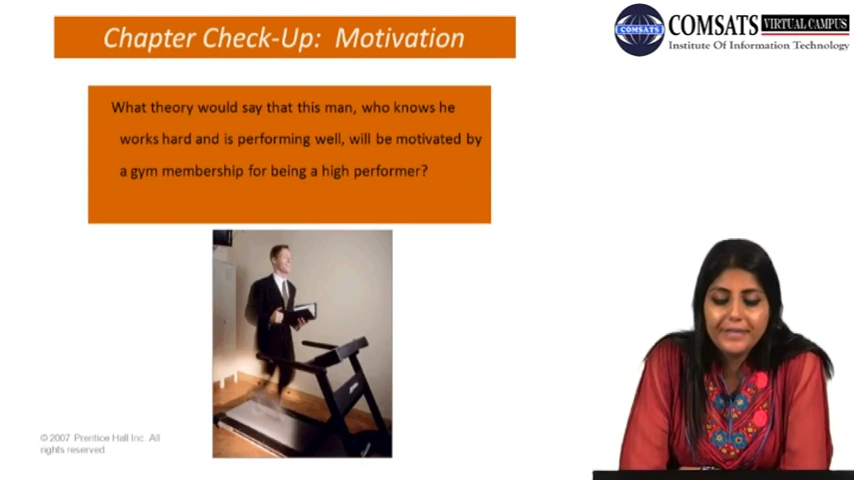 Chapter Check-Up: Motivation
COMSATS VIRTUAL CAMPUS
Institute Of Information Technology
COMSATS
What theory would say that this man, who knows he
works hard and is performing well, will be motivated by
a gym membership for being a high performer?
© 2007 Prentice Hall Inc. All
rights reserved.